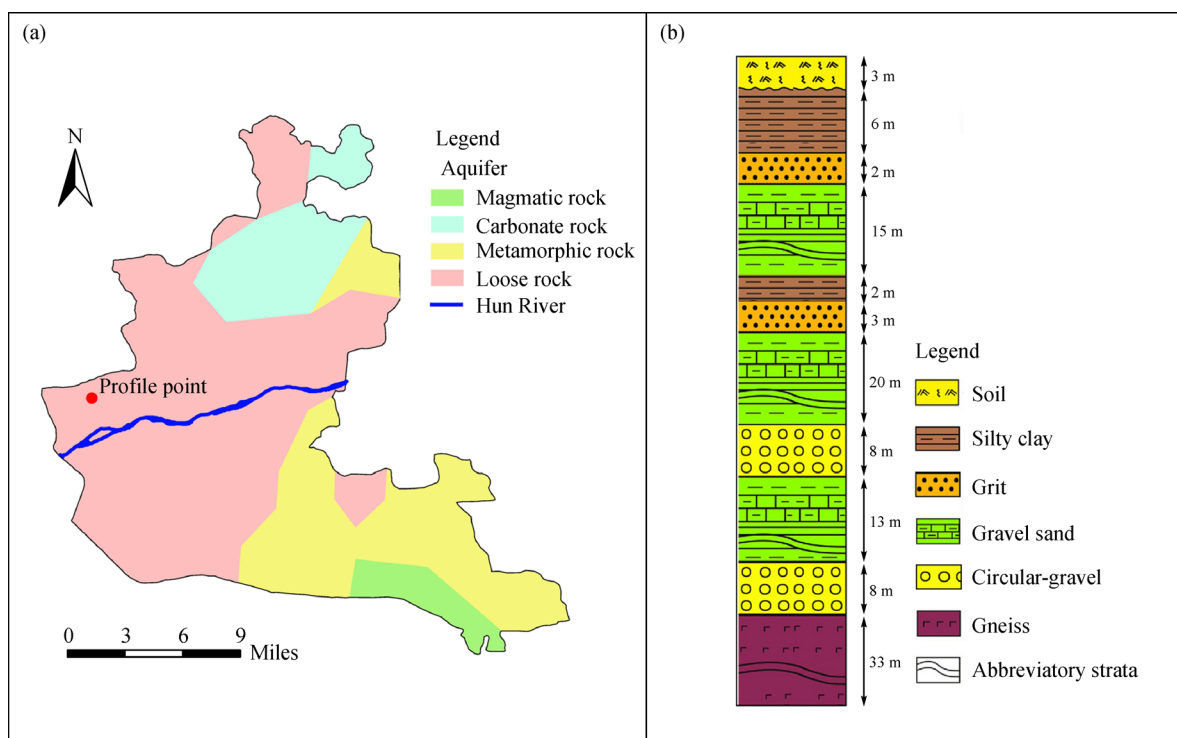 (a)
N
Legend
Aquifer
Magmatic rock
Carbonate rock
Metamorphic rock
Loose rock
Hun River
Profile point
0 3 6 9
Miles
(b)
3 m
6 m
2 m
15 m
2 m
3 m
20 m
8 m
13 m
8 m
33 m
Legend
Soil
Silty clay
Grit
Gravel sand
Circular-gravel
Gneiss
Abbreviatory strata